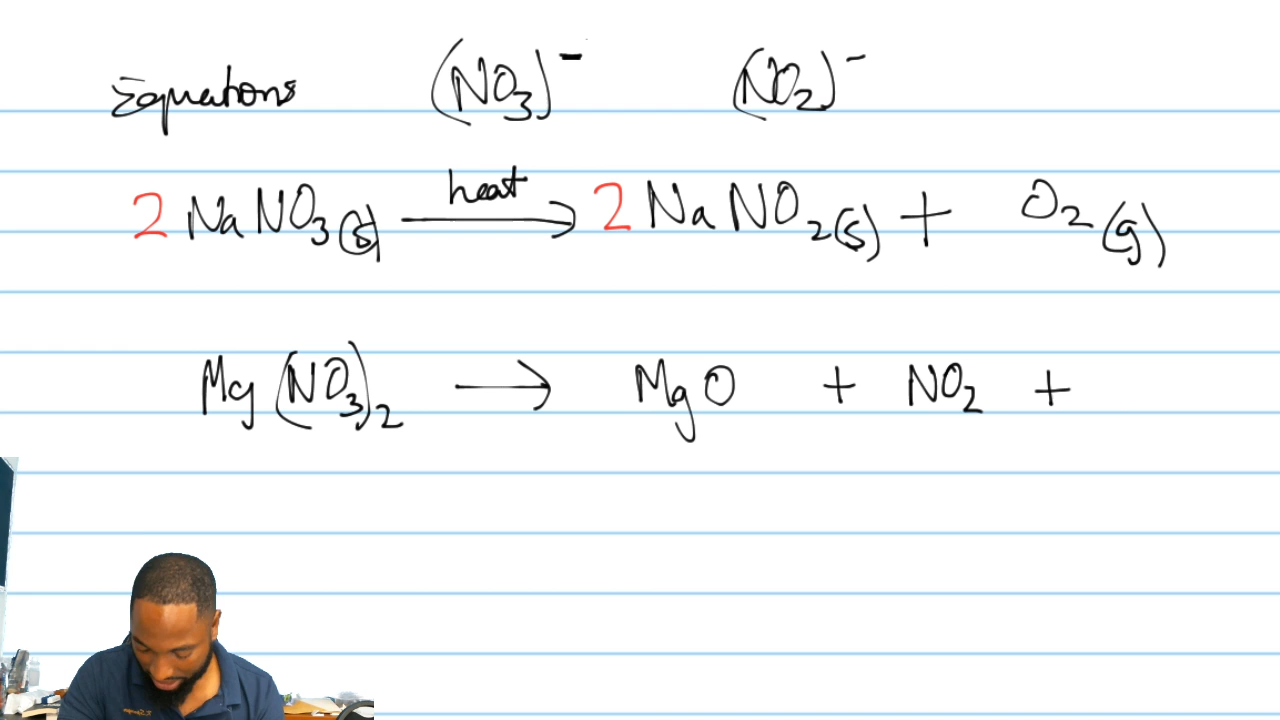 Equations (NO₃)⁻ (NO₂)⁻
heat
2 NaNO₃(s) ⟶ 2 NaNO₂(s) + O₂(g)
Mg(NO₃)₂ ⟶ MgO + NO₂ +